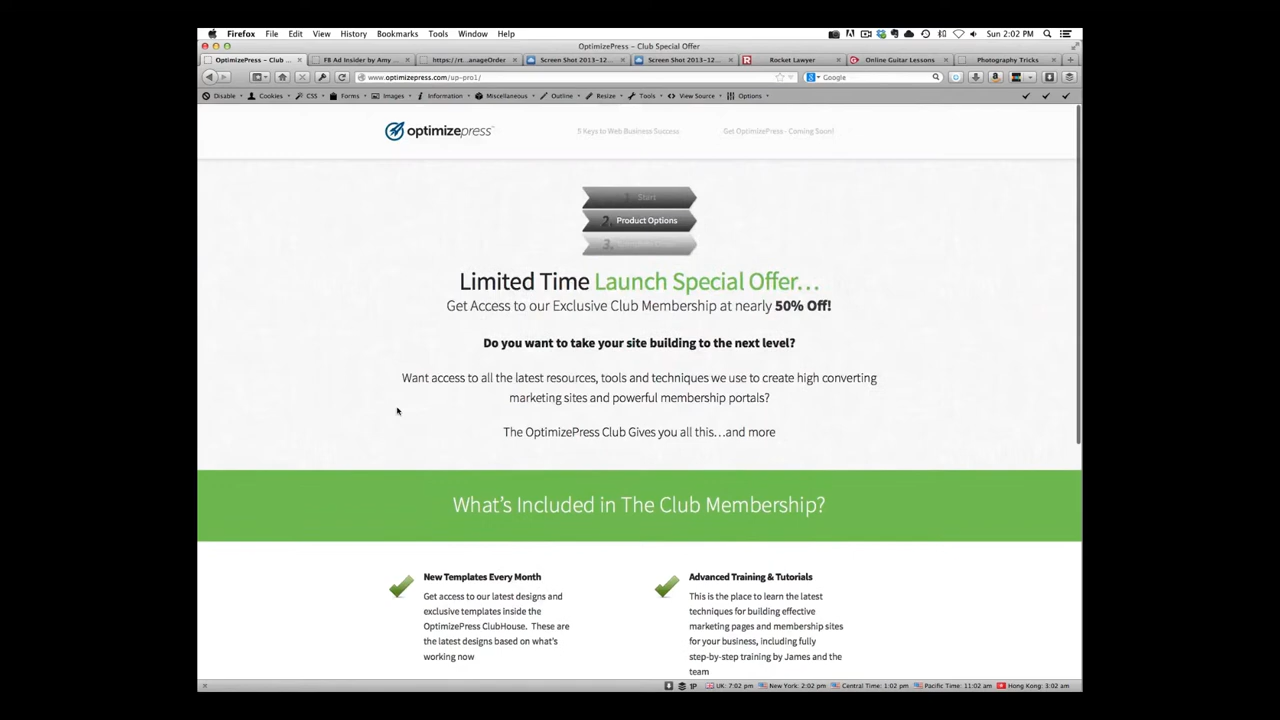 Firefox File Edit View History Bookmarks Tools Window Help Sun 2:02 PM
OptimizePress – Club Special Offer
OptimizePress – Club ... FB Ad Insider by Amy ... https://rt...anageOrder Screen Shot 2013-12... Screen Shot 2013-12... Rocket Lawyer Online Guitar Lessons Photography Tricks
www.optimizepress.com/up-pro1/ Google
Disable Cookies CSS Forms Images Information Miscellaneous Outline Resize Tools View Source Options
optimizepress™ 5 Keys to Web Business Success Get OptimizePress - Coming Soon!
1. Start
2. Product Options
3.
Limited Time Launch Special Offer…
Get Access to our Exclusive Club Membership at nearly 50% Off!
Do you want to take your site building to the next level?
Want access to all the latest resources, tools and techniques we use to create high converting
marketing sites and powerful membership portals?
The OptimizePress Club Gives you all this…and more
What's Included in The Club Membership?
New Templates Every Month
Get access to our latest designs and
exclusive templates inside the
OptimizePress ClubHouse. These are
the latest designs based on what's
working now
Advanced Training & Tutorials
This is the place to learn the latest
techniques for building effective
marketing pages and membership sites
for your business, including fully
step-by-step training by James and the
team
UK: 7:02 pm New York: 2:02 pm Central Time: 1:02 pm Pacific Time: 11:02 am Hong Kong: 3:02 am